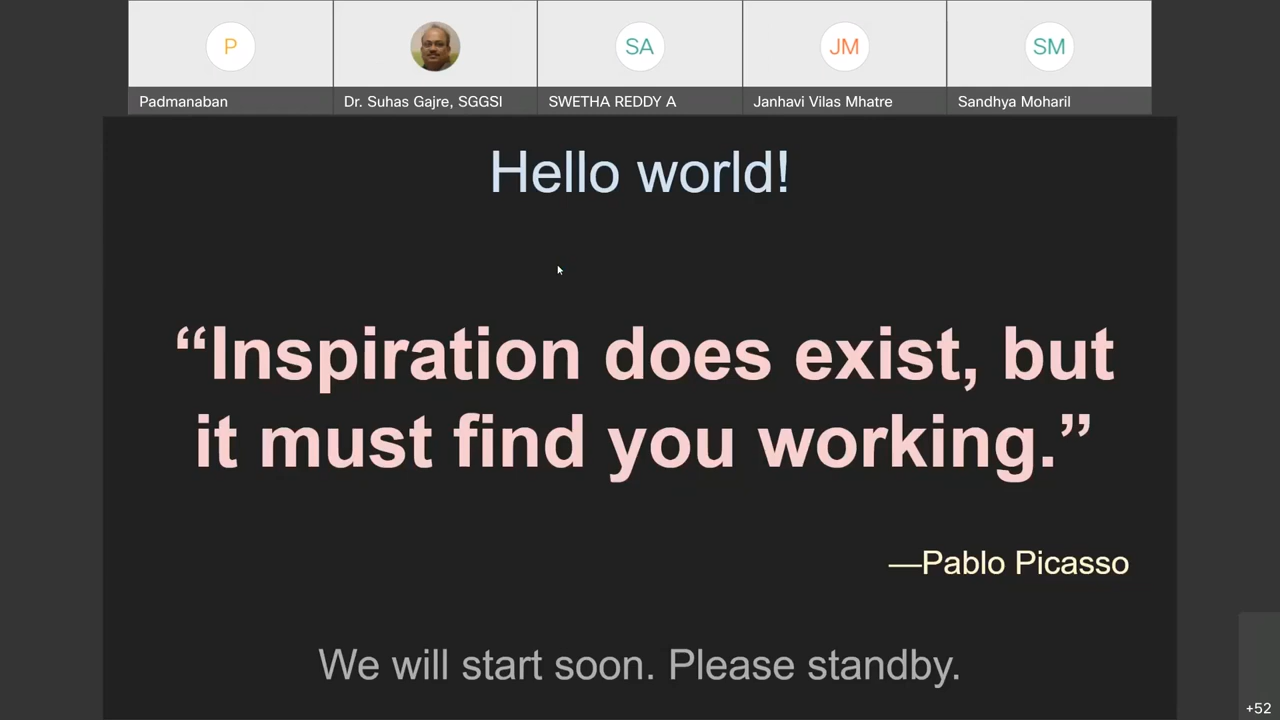 P
SA
JM
SM
Padmanaban
Dr. Suhas Gajre, SGGSI
SWETHA REDDY A
Janhavi Vilas Mhatre
Sandhya Moharil
Hello world!
“Inspiration does exist, but
it must find you working.”
—Pablo Picasso
We will start soon. Please standby.
+52